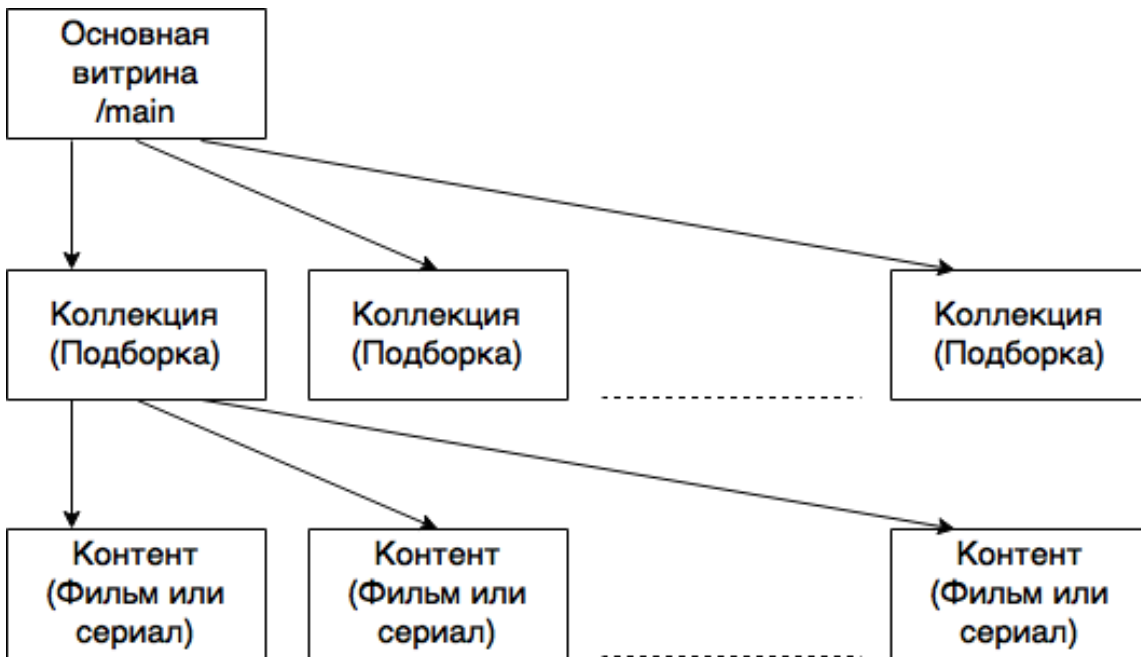 Основная
витрина
/main
Коллекция
(Подборка)
Коллекция
(Подборка)
Коллекция
(Подборка)
Контент
(Фильм или
сериал)
Контент
(Фильм или
сериал)
Контент
(Фильм или
сериал)